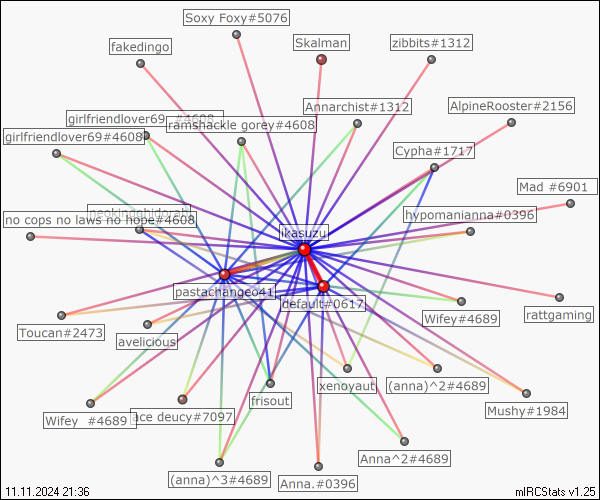 Soxy Foxy#5076
fakedingo
Skalman
zibbits#1312
Annarchist#1312
AlpineRooster#2156
girlfriendlover69 #4608
ramshackle gorey#4608
girlfriendlover69#4608
Cypha#1717
Mad #6901
neokingghidorah
no cops no laws no hope#4608
hypomanianna#0396
ikasuzu
pastachangeo41
default#0617
Wifey#4689
rattgaming
Toucan#2473
avelicious
xenoyaut
(anna)^2#4689
frisout
Mushy#1984
Wifey #4689
ace deucy#7097
Anna^2#4689
(anna)^3#4689
Anna.#0396
11.11.2024 21:36
mIRCStats v1.25